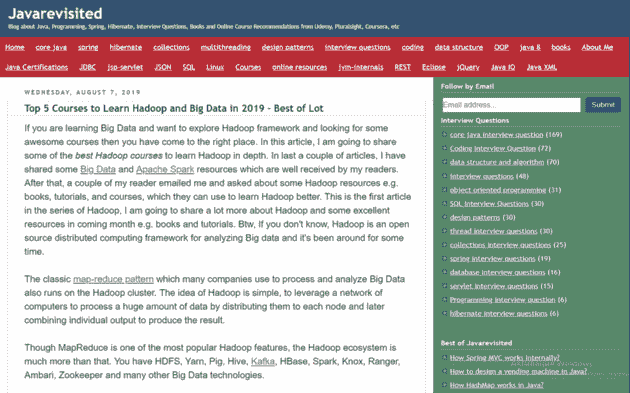 Javarevisited
Blog about Java, Programming, Spring, Hibernate, Interview Questions, Books and Online Course Recommendations from Udemy, Pluralsight, Coursera, etc
Home core java spring hibernate collections multithreading design patterns interview questions coding data structure OOP java 8 books About Me
Java Certifications JDBC jsp-servlet JSON SQL Linux Courses online resources jvm-internals REST Eclipse jQuery Java IO Java XML
WEDNESDAY, AUGUST 7, 2019
Top 5 Courses to Learn Hadoop and Big Data in 2019 - Best of Lot
If you are learning Big Data and want to explore Hadoop framework and looking for some
awesome courses then you have come to the right place. In this article, I am going to share
some of the best Hadoop courses to learn Hadoop in depth. In last a couple of articles, I have
shared some Big Data and Apache Spark resources which are well received by my readers.
After that, a couple of my reader emailed me and asked about some Hadoop resources e.g.
books, tutorials, and courses, which they can use to learn Hadoop better. This is the first article
in the series of Hadoop, I am going to share a lot more about Hadoop and some excellent
resources in coming month e.g. books and tutorials. Btw, If you don't know, Hadoop is an open
source distributed computing framework for analyzing Big data and it's been around for some
time.
The classic map-reduce pattern which many companies use to process and analyze Big Data
also runs on the Hadoop cluster. The idea of Hadoop is simple, to leverage a network of
computers to process a huge amount of data by distributing them to each node and later
combining individual output to produce the result.
Though MapReduce is one of the most popular Hadoop features, the Hadoop ecosystem is
much more than that. You have HDFS, Yarn, Pig, Hive, Kafka, HBase, Spark, Knox, Ranger,
Ambari, Zookeeper and many other Big Data technologies.
Follow by Email
Email address... Submit
Interview Questions
core java interview question (169)
Coding Interview Question (72)
data structure and algorithm (70)
interview questions (48)
object oriented programming (31)
SQL Interview Questions (30)
design patterns (30)
thread interview questions (30)
collections interview questions (25)
spring interview questions (19)
database interview questions (16)
servlet interview questions (15)
Programming interview question (6)
hibernate interview questions (6)
Best of Javarevisited
How Spring MVC works internally?
How to design a vending machine in Java?
How HashMap works in Java?